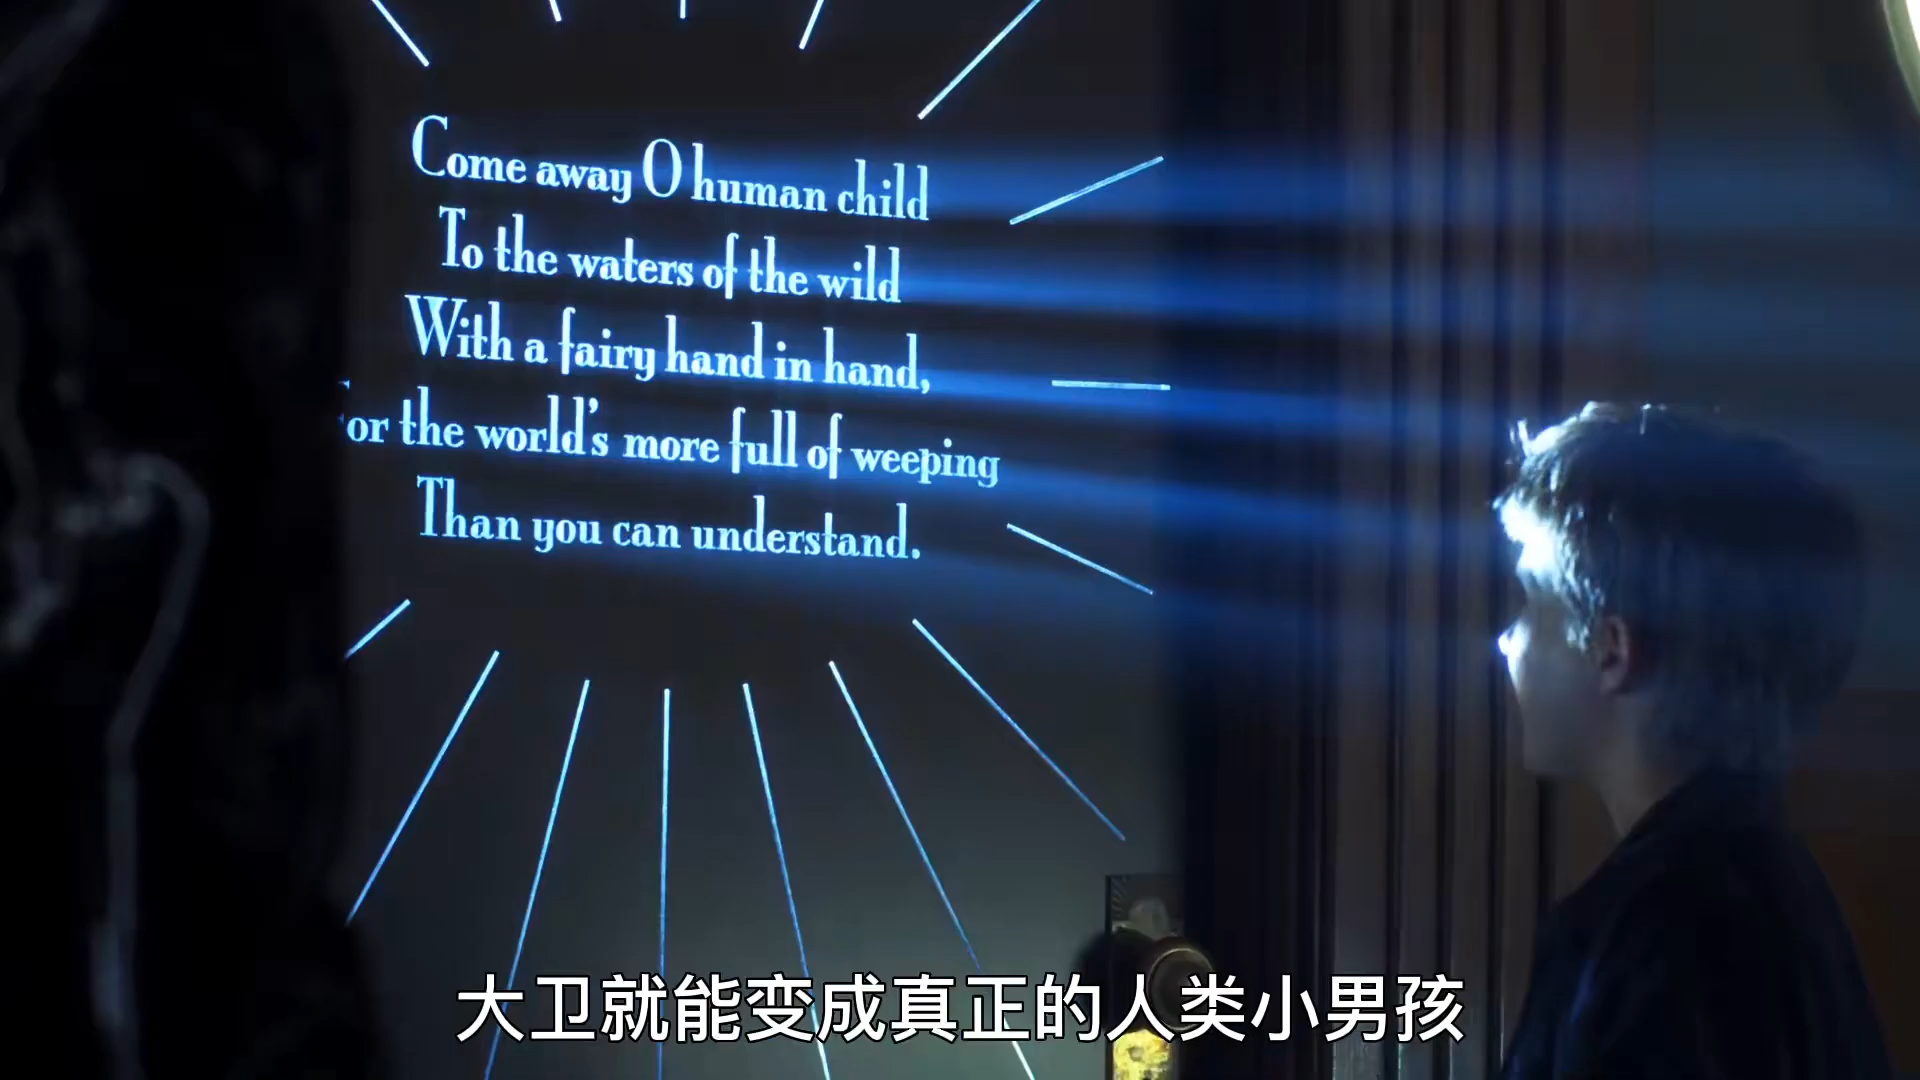 Come away O human child
To the waters of the wild
With a fairy hand in hand,
For the world's more full of weeping
Than you can understand.
大卫就能变成真正的人类小男孩